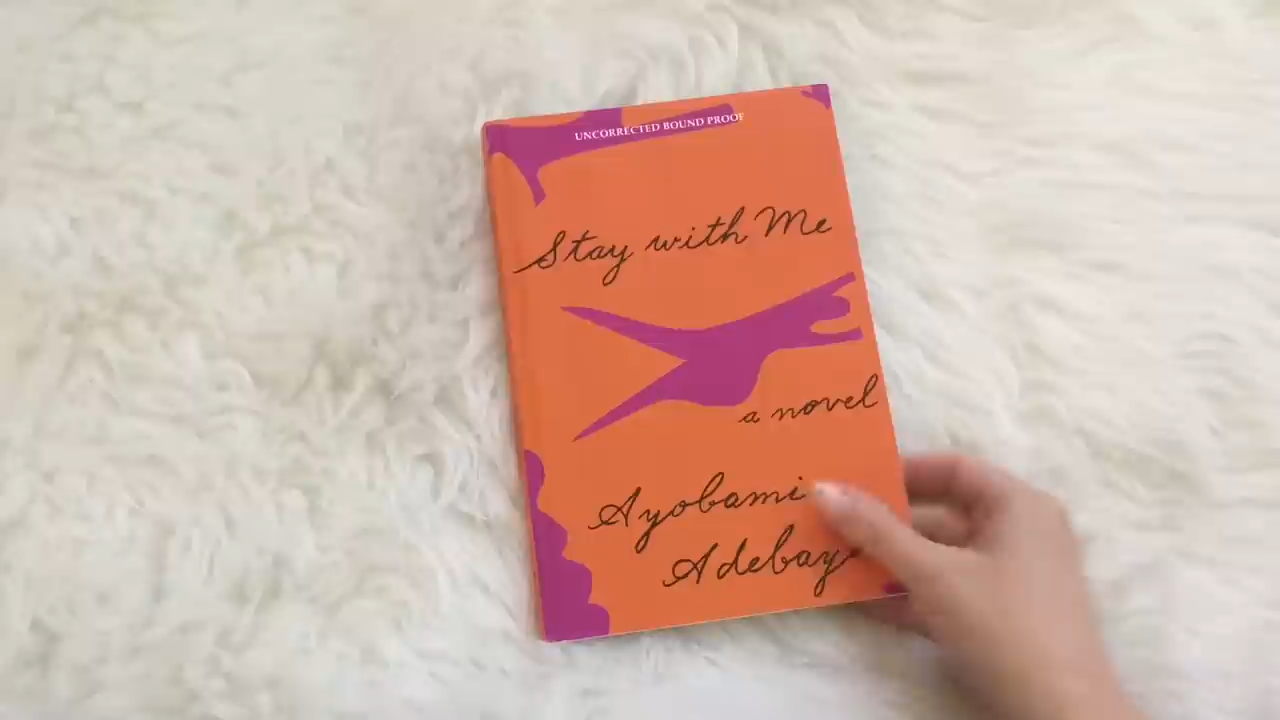 UNCORRECTED BOUND PROOF
Stay with Me
a novel
Ayobami
Adebay